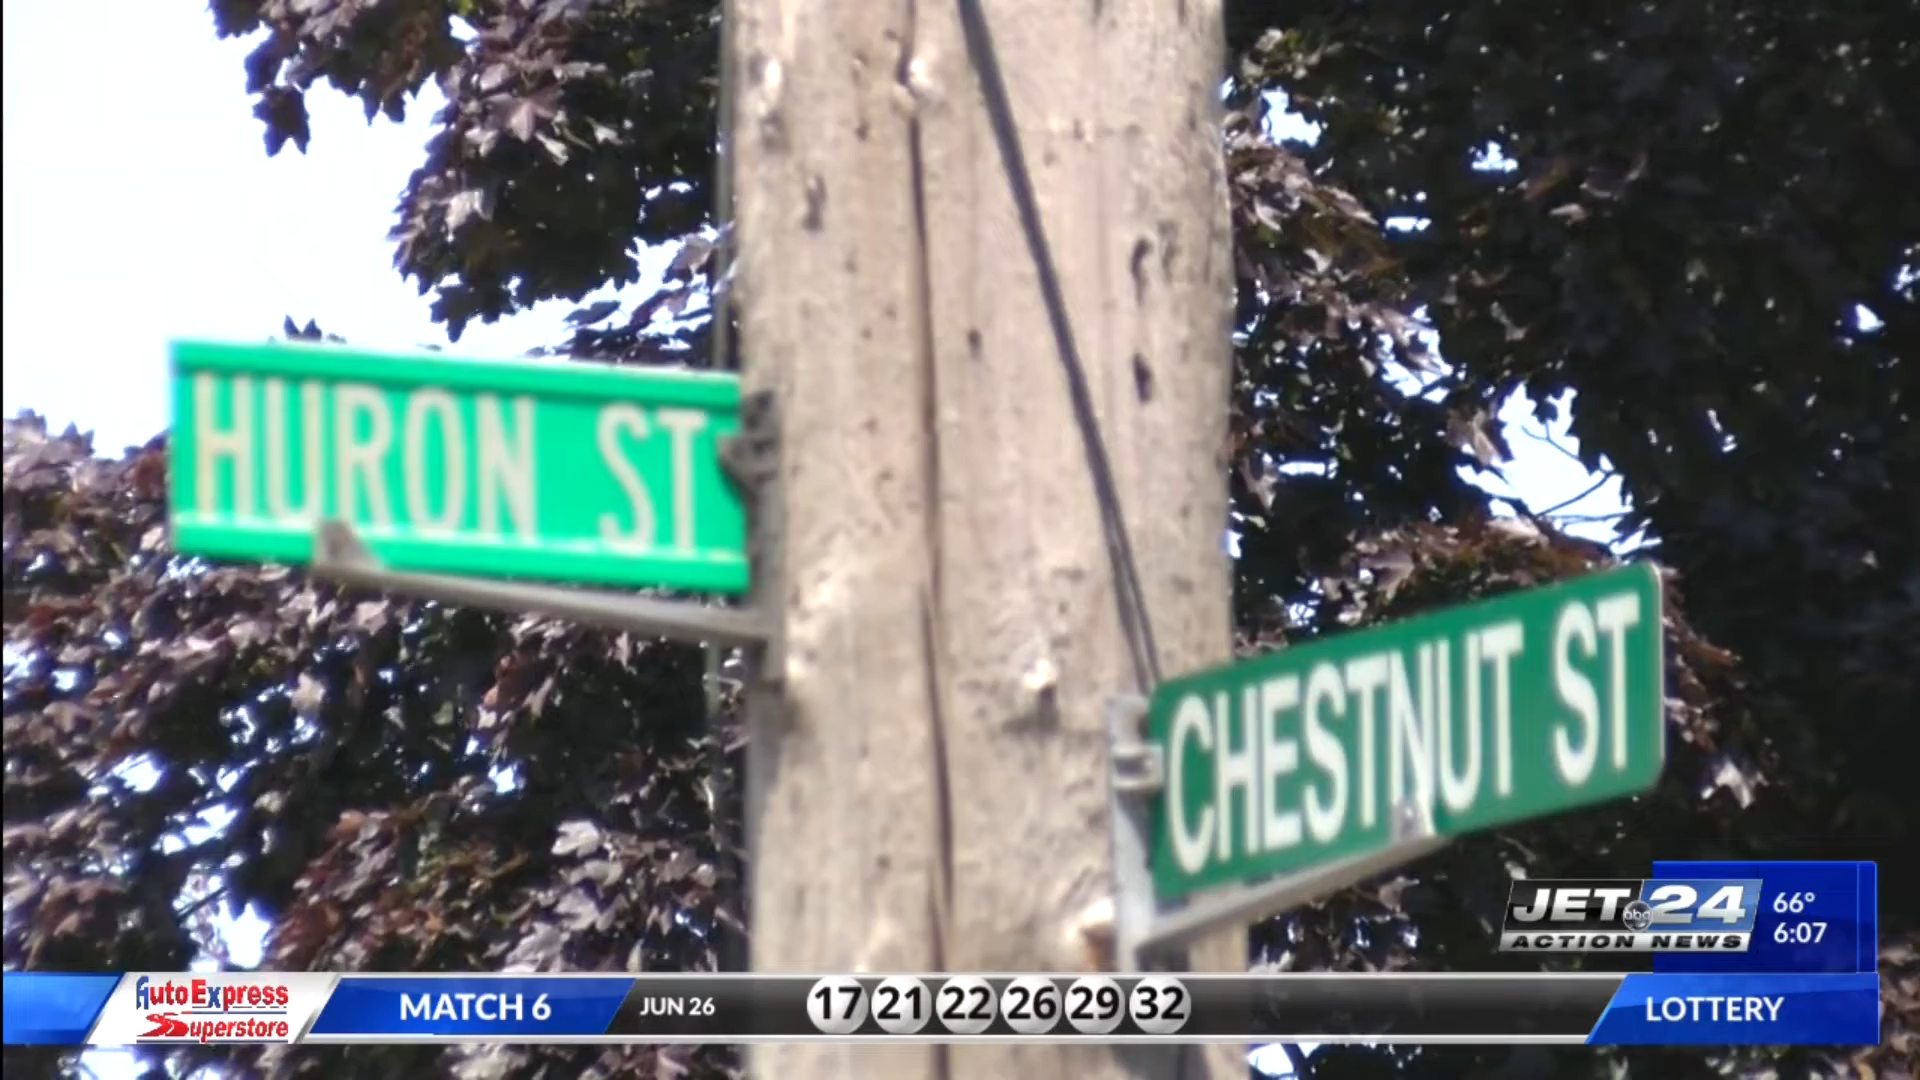 HURON ST
CHESTNUT ST
JET abc 24
ACTION NEWS
66°
6:07
AutoExpress
Superstore
MATCH 6
JUN 26
17 21 22 26 29 32
LOTTERY